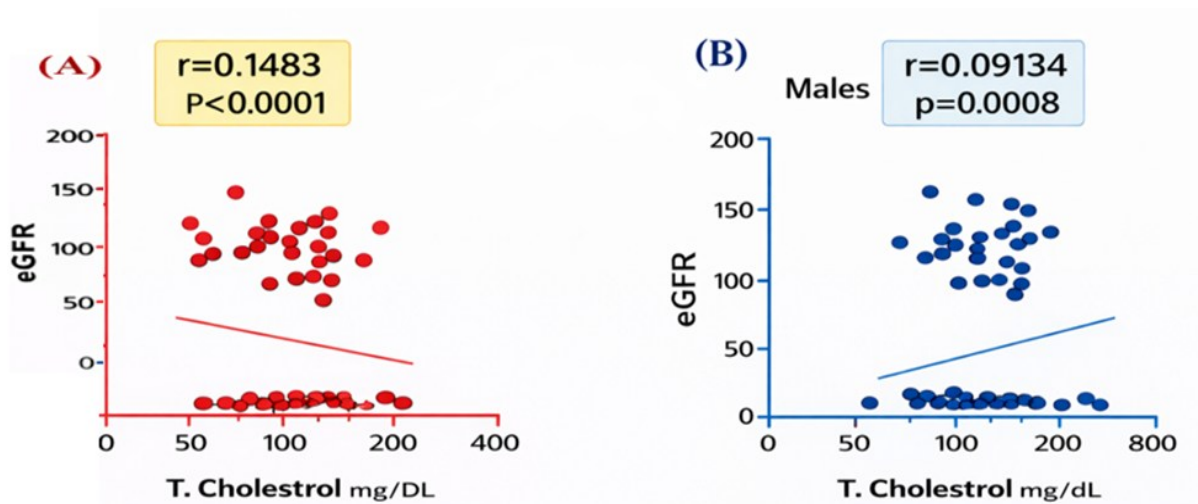 (A)
r=0.1483
P<0.0001
200
150
100
50
0
eGFR
0 50 100 200 400
T. Cholestrol mg/DL
(B)
Males
r=0.09134
p=0.0008
200
150
100
50
0
eGFR
0 50 100 200 800
T. Cholestrol mg/dL